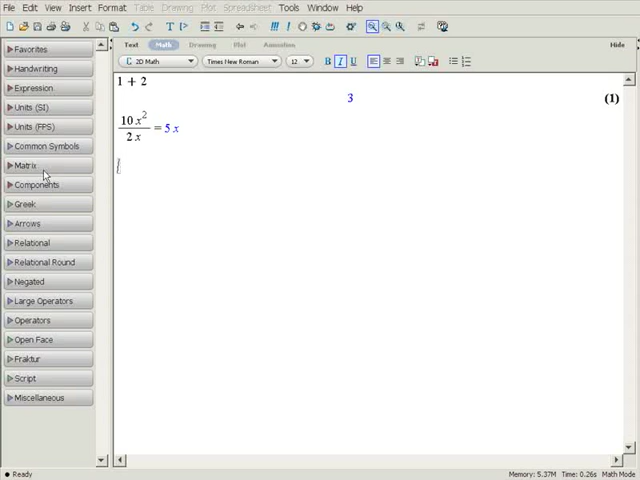 File Edit View Insert Format Table Drawing Plot Spreadsheet Tools Window Help
Text Math Drawing Plot Animation Hide
2D Math Times New Roman 12 B I U
Favorites
Handwriting
Expression
Units (SI)
Units (FPS)
Common Symbols
Matrix
Components
Greek
Arrows
Relational
Relational Round
Negated
Large Operators
Operators
Open Face
Fraktur
Script
Miscellaneous
1 + 2
3 (1)
10 x²
2 x
= 5 x
Ready Memory: 5.37M Time: 0.26s Math Mode